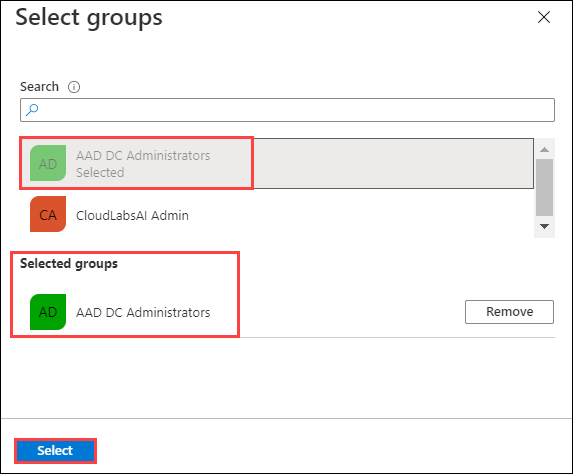 Select groups
Search
AD
AAD DC Administrators
Selected
CA
CloudLabsAI Admin
Selected groups
AD
AAD DC Administrators
Remove
Select